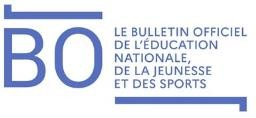 BO
LE BULLETIN OFFICIEL
DE L'ÉDUCATION
NATIONALE,
DE LA JEUNESSE
ET DES SPORTS